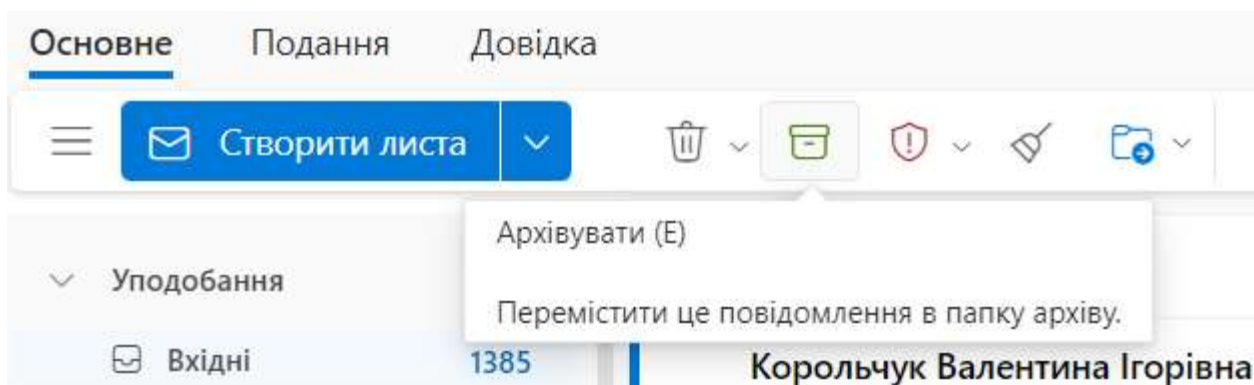 Основне Подання Довідка
Створити листа
Архівувати (E)
Уподобання
Перемістити це повідомлення в папку архіву.
Вхідні 1385
Корольчук Валентина Ігорівна